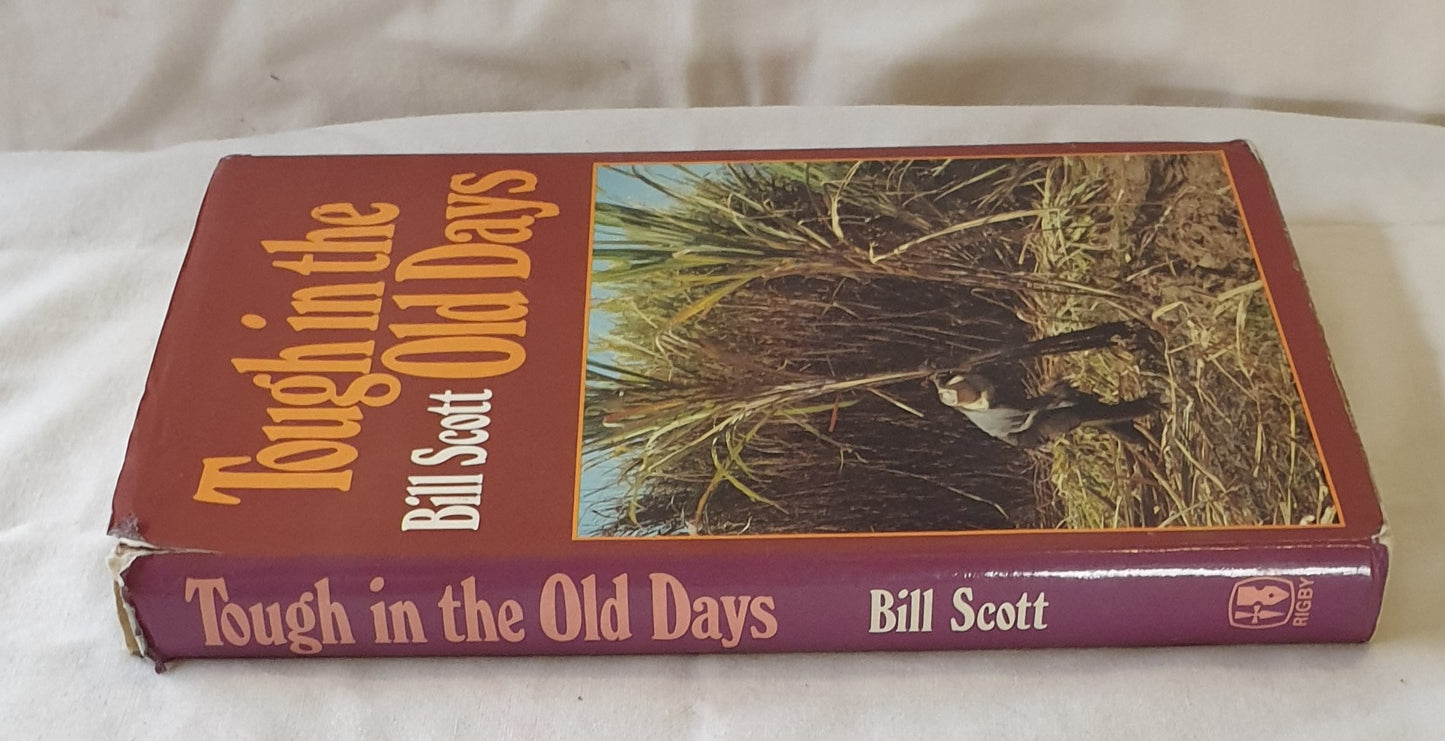 Tough in the
Old Days
Bill Scott
Tough in the Old Days Bill Scott RIGBY